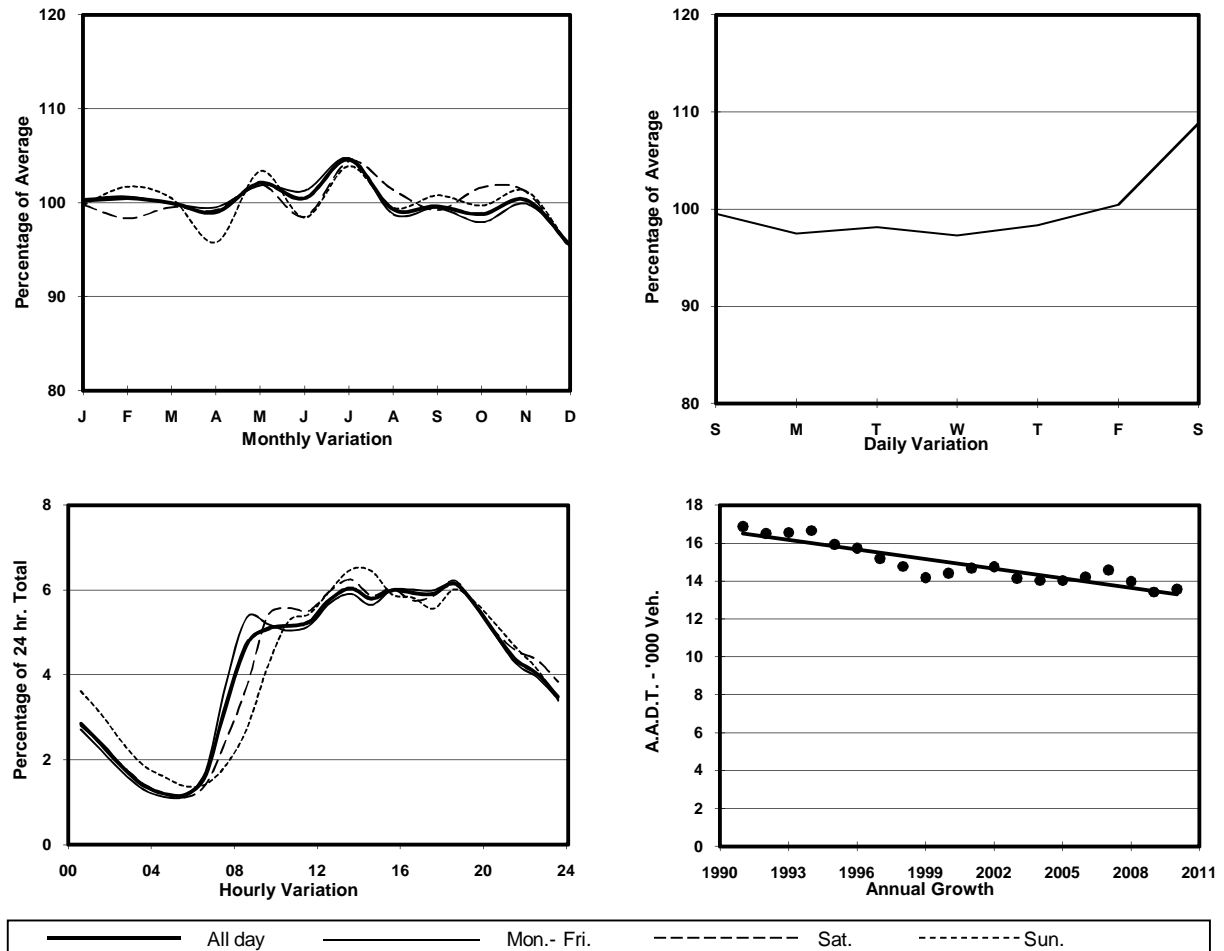 120
110
100
90
80
Percentage of Average
J F M A M J J A S O N D
Monthly Variation
120
110
100
90
80
Percentage of Average
S M T W T F S
Daily Variation
8
6
4
2
0
Percentage of 24 hr. Total
00 04 08 12 16 20 24
Hourly Variation
18
16
14
12
10
8
6
4
2
0
A.A.D.T. - '000 Veh.
1990 1993 1996 1999 2002 2005 2008 2011
Annual Growth
All day Mon.- Fri. Sat. Sun.